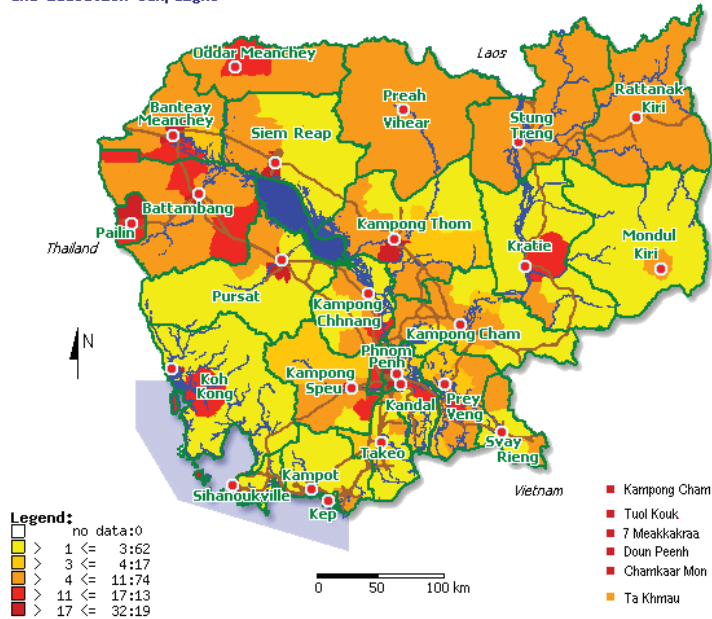 Laos
Oddar Meanchey
Banteay
Meanchey
Siem Reap
Preah
Vihear
Stung
Treng
Rattanak
Kiri
Battambang
Pailin
Thailand
Kampong Thom
Kratie
Mondul
Kiri
Pursat
Kampong
Chhnang
Kampong Cham
N
Phnom
Penh
Koh
Kong
Kampong
Speu
Kandal
Prey
Veng
Takeo
Svay
Rieng
Kampot
Sihanoukville
Kep
Vietnam
Kampong Cham
Tuol Kouk
7 Meakkakraa
Doun Peenh
Chamkaar Mon
Ta Khmau
Legend:
no data:0
> 1 <= 3:62
> 3 <= 4:17
> 4 <= 11:74
> 11 <= 17:13
> 17 <= 32:19
0 50 100 km